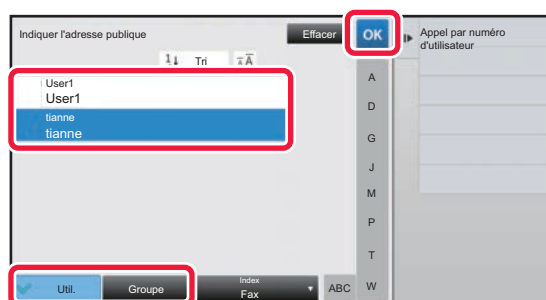 Indiquer l'adresse publique
Effacer
OK
Appel par numéro
d'utilisateur
Tri
User1
User1
tianne
tianne
A
D
G
J
M
P
T
W
Util.
Groupe
Index
Fax
ABC